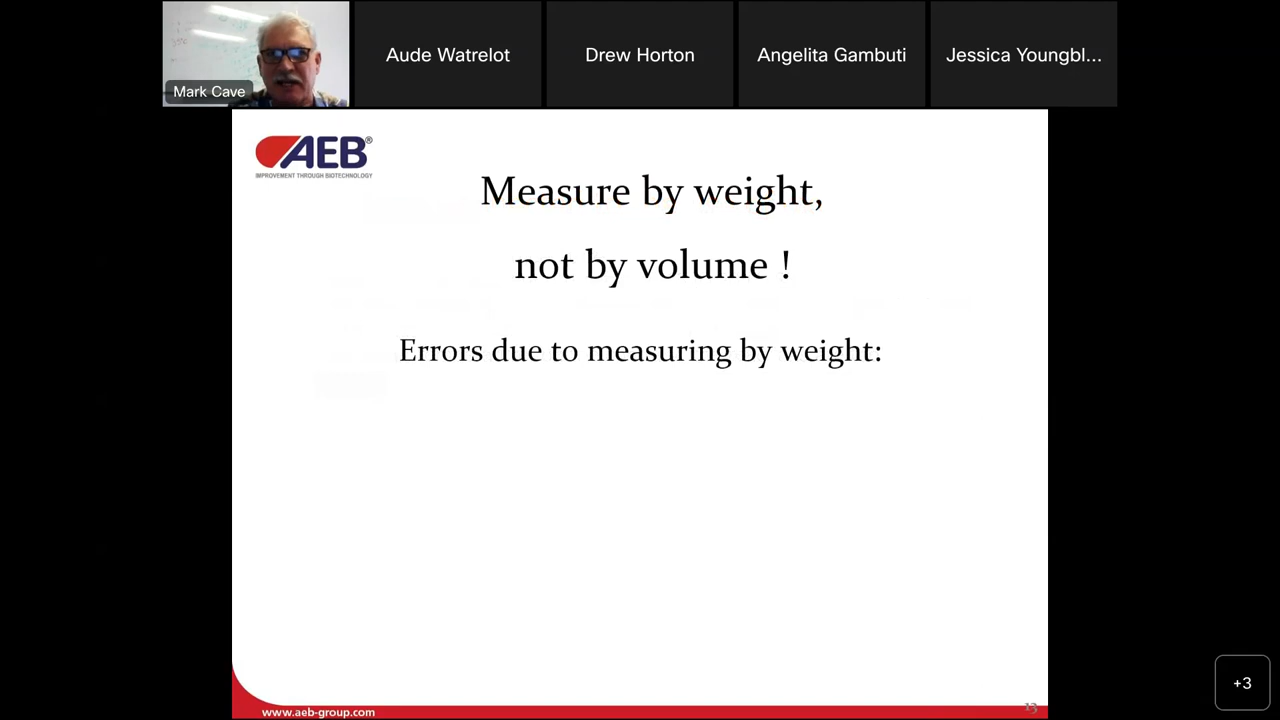 Mark Cave
Aude Watrelot
Drew Horton
Angelita Gambuti
Jessica Youngbl...
AEB®
IMPROVEMENT THROUGH BIOTECHNOLOGY
Measure by weight,
not by volume !
Errors due to measuring by weight:
+3
www.aeb-group.com
13